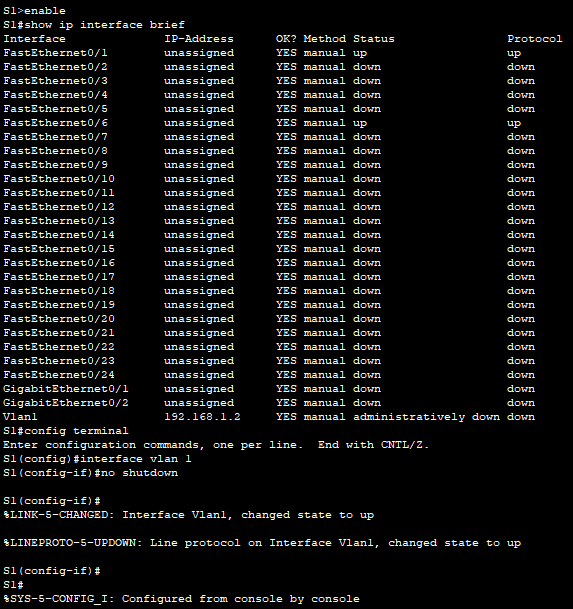 S1>enable
S1#show ip interface brief
Interface              IP-Address      OK? Method Status                Protocol
FastEthernet0/1        unassigned      YES manual up                    up
FastEthernet0/2        unassigned      YES manual down                  down
FastEthernet0/3        unassigned      YES manual down                  down
FastEthernet0/4        unassigned      YES manual down                  down
FastEthernet0/5        unassigned      YES manual down                  down
FastEthernet0/6        unassigned      YES manual up                    up
FastEthernet0/7        unassigned      YES manual down                  down
FastEthernet0/8        unassigned      YES manual down                  down
FastEthernet0/9        unassigned      YES manual down                  down
FastEthernet0/10       unassigned      YES manual down                  down
FastEthernet0/11       unassigned      YES manual down                  down
FastEthernet0/12       unassigned      YES manual down                  down
FastEthernet0/13       unassigned      YES manual down                  down
FastEthernet0/14       unassigned      YES manual down                  down
FastEthernet0/15       unassigned      YES manual down                  down
FastEthernet0/16       unassigned      YES manual down                  down
FastEthernet0/17       unassigned      YES manual down                  down
FastEthernet0/18       unassigned      YES manual down                  down
FastEthernet0/19       unassigned      YES manual down                  down
FastEthernet0/20       unassigned      YES manual down                  down
FastEthernet0/21       unassigned      YES manual down                  down
FastEthernet0/22       unassigned      YES manual down                  down
FastEthernet0/23       unassigned      YES manual down                  down
FastEthernet0/24       unassigned      YES manual down                  down
GigabitEthernet0/1     unassigned      YES manual down                  down
GigabitEthernet0/2     unassigned      YES manual down                  down
Vlan1                  192.168.1.2     YES manual administratively down down
S1#config terminal
Enter configuration commands, one per line.  End with CNTL/Z.
S1(config)#interface vlan 1
S1(config-if)#no shutdown
S1(config-if)#
%LINK-5-CHANGED: Interface Vlan1, changed state to up
%LINEPROTO-5-UPDOWN: Line protocol on Interface Vlan1, changed state to up
S1(config-if)#
S1#
%SYS-5-CONFIG_I: Configured from console by console